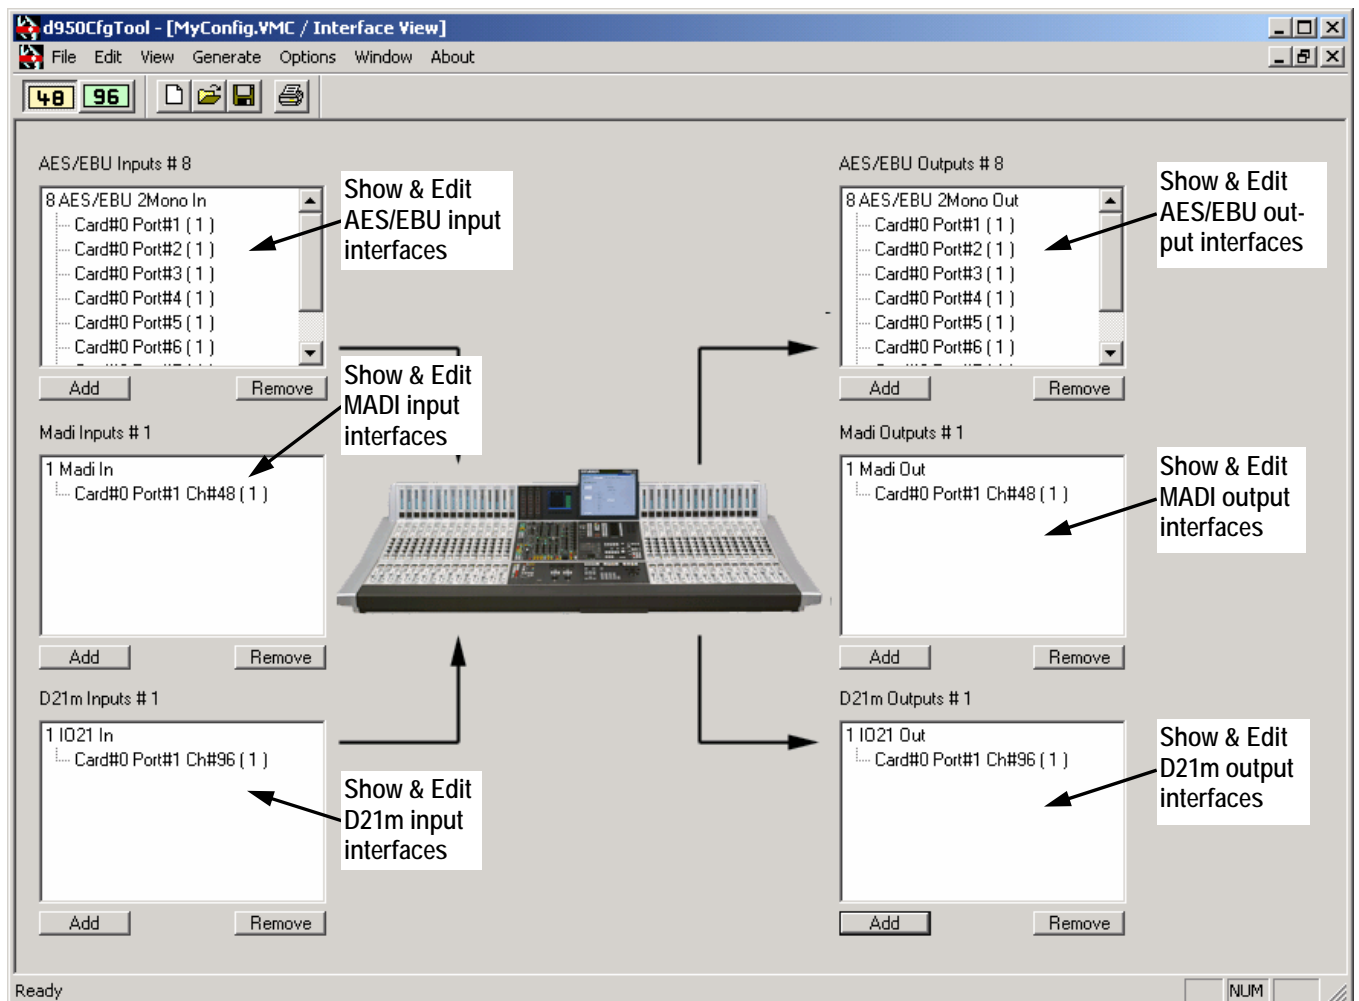 d950CfgTool - [MyConfig.VMC / Interface View]
File Edit View Generate Options Window About
48 96
AES/EBU Inputs # 8
8 AES/EBU 2Mono In
Card#0 Port#1 ( 1 )
Card#0 Port#2 ( 1 )
Card#0 Port#3 ( 1 )
Card#0 Port#4 ( 1 )
Card#0 Port#5 ( 1 )
Card#0 Port#6 ( 1 )
Add Remove
Show & Edit
AES/EBU input
interfaces
Madi Inputs # 1
1 Madi In
Card#0 Port#1 Ch#48 ( 1 )
Add Remove
Show & Edit
MADI input
interfaces
D21m Inputs # 1
1 IO21 In
Card#0 Port#1 Ch#96 ( 1 )
Add Remove
Show & Edit
D21m input
interfaces
AES/EBU Outputs # 8
8 AES/EBU 2Mono Out
Card#0 Port#1 ( 1 )
Card#0 Port#2 ( 1 )
Card#0 Port#3 ( 1 )
Card#0 Port#4 ( 1 )
Card#0 Port#5 ( 1 )
Card#0 Port#6 ( 1 )
Add Remove
Show & Edit
AES/EBU out-
put interfaces
Madi Outputs # 1
1 Madi Out
Card#0 Port#1 Ch#48 ( 1 )
Add Remove
Show & Edit
MADI output
interfaces
D21m Outputs # 1
1 IO21 Out
Card#0 Port#1 Ch#96 ( 1 )
Add Remove
Show & Edit
D21m output
interfaces
Ready
NUM